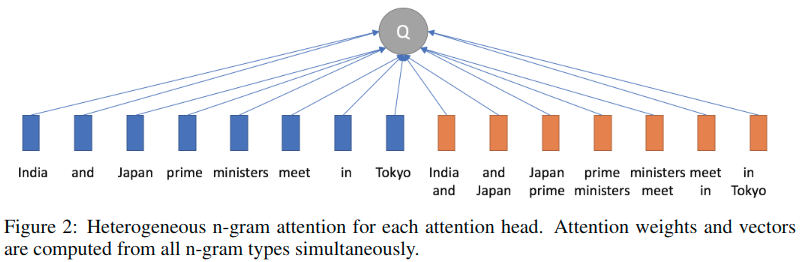 Q
India and Japan prime ministers meet in Tokyo India and Japan prime ministers meet in
and Japan prime ministers meet in Tokyo
Figure 2: Heterogeneous n-gram attention for each attention head. Attention weights and vectors
are computed from all n-gram types simultaneously.